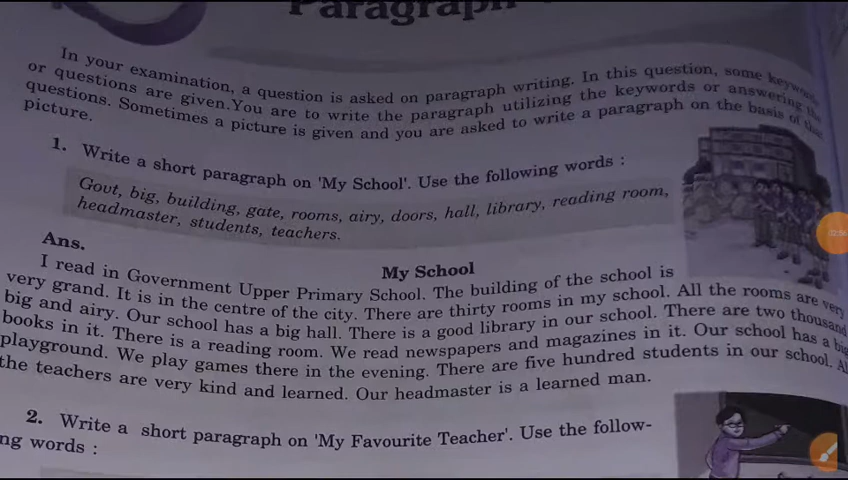 Paragraph
In your examination, a question is asked on paragraph writing. In this question, some
or questions are given.You are to write the paragraph utilizing the keywords or answering the
questions. Sometimes a picture is given and you are asked to write a paragraph on the basis of that
picture.
1. Write a short paragraph on 'My School'. Use the following words :
Govt, big, building, gate, rooms, airy, doors, hall, library, reading room,
headmaster, students, teachers.
Ans.
My School
I read in Government Upper Primary School. The building of the school is
very grand. It is in the centre of the city. There are thirty rooms in my school. All the rooms are very
big and airy. Our school has a big hall. There is a good library in our school. There are two thousand
books in it. There is a reading room. We read newspapers and magazines in it. Our school has a big
playground. We play games there in the evening. There are five hundred students in our school.
the teachers are very kind and learned. Our headmaster is a learned man.
2. Write a short paragraph on 'My Favourite Teacher'. Use the follow-
ng words :